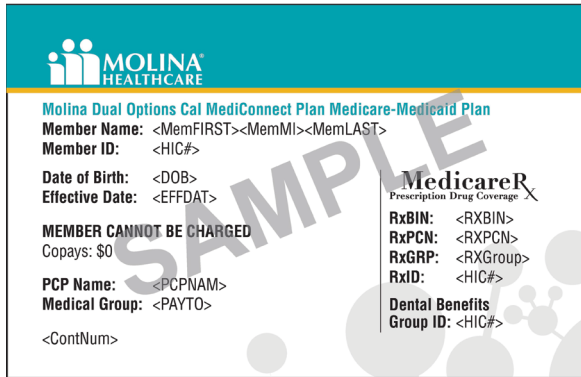 MOLINA®
HEALTHCARE
Molina Dual Options Cal MediConnect Plan Medicare-Medicaid Plan
Member Name: <MemFIRST><MemMI><MemLAST>
Member ID: <HIC#>
Date of Birth: <DOB>
Effective Date: <EFFDAT>
MEMBER CANNOT BE CHARGED
Copays: $0
PCP Name: <PCPNAM>
Medical Group: <PAYTO>
<ContNum>
MedicareRx
Prescription Drug Coverage
RxBIN: <RXBIN>
RxPCN: <RXPCN>
RxGRP: <RXGroup>
RxID: <HIC#>
Dental Benefits
Group ID: <HIC#>
SAMPLE